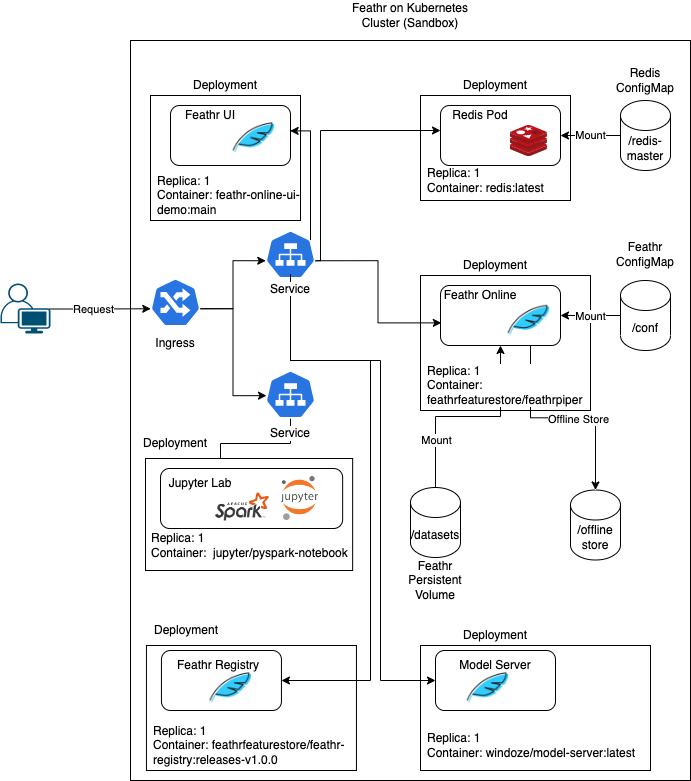 Feathr on Kubernetes
Cluster (Sandbox)
Deployment
Feathr UI
Replica: 1
Container: feathr-online-ui-
demo:main
Deployment
Redis Pod
Replica: 1
Container: redis:latest
Redis
ConfigMap
Mount
/redis-
master
Request
Ingress
Service
Deployment
Feathr Online
Replica: 1
Container:
feathrfeaturestore/feathrpiper
Feathr
ConfigMap
Mount
/conf
Service
Mount
Offline Store
Deployment
Jupyter Lab
APACHE
Spark
jupyter
Replica: 1
Container:  jupyter/pyspark-notebook
/datasets
Feathr
Persistent
Volume
/offline
store
Deployment
Feathr Registry
Replica: 1
Container: feathrfeaturestore/feathr-
registry:releases-v1.0.0
Deployment
Model Server
Replica: 1
Container: windoze/model-server:latest